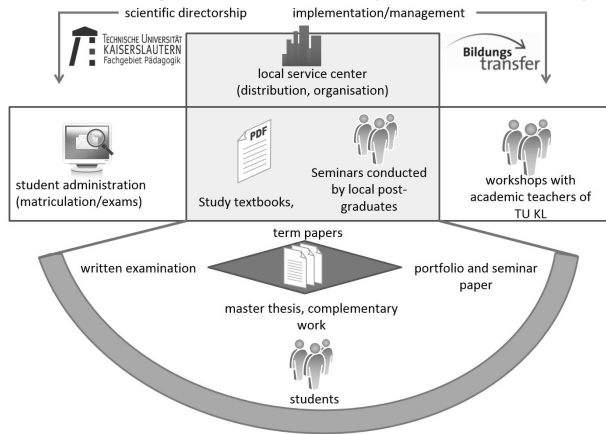 scientific directorship
implementation/management
TECHNISCHE UNIVERSITÄT
KAISERSLAUTERN
Fachgebiet Pädagogik
Bildungs
transfer
local service center
(distribution, organisation)
PDF
student administration
(matriculation/exams)
Study textbooks,
Seminars conducted
by local post-
graduates
workshops with
academic teachers of
TU KL
term papers
written examination
portfolio and seminar
paper
master thesis, complementary
work
students